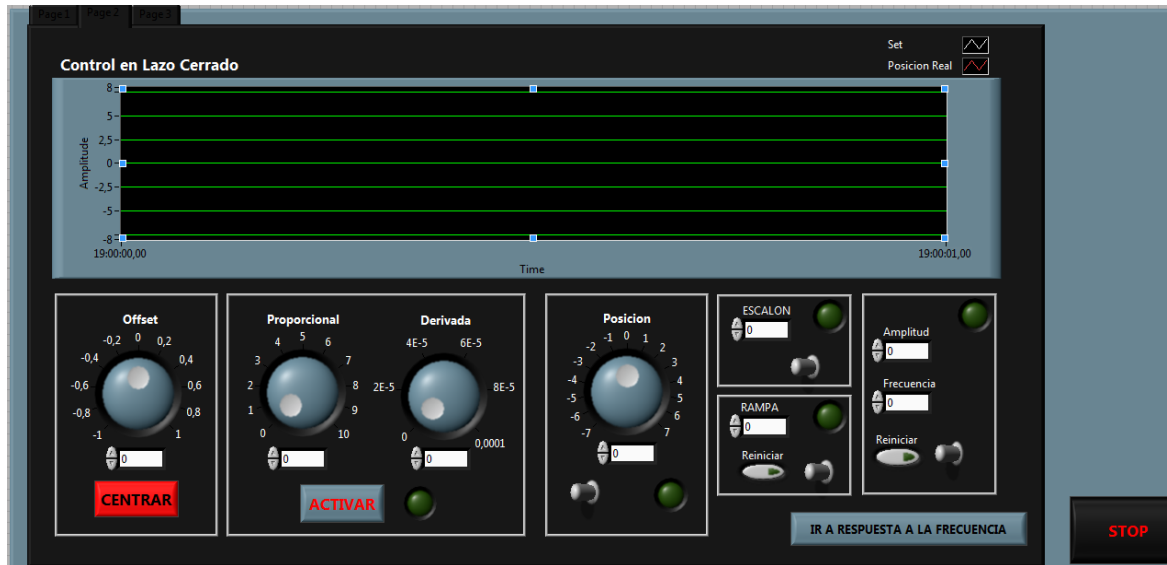 Page 1 Page 2 Page 3
Set
Control en Lazo Cerrado
Posicion Real
8
5
2,5
0
-2,5
-5
-8
Amplitude
19:00:00,00 19:00:01,00
Time
Offset
-0,2 0 0,2
-0,4 0,4
-0,6 0,6
-0,8 0,8
-1 1
0
CENTRAR
Proporcional
4 5 6
3 7
2 8
1 9
0 10
0
Derivada
4E-5 6E-5
2E-5 8E-5
0 0,0001
0
ACTIVAR
Posicion
-1 0 1
-2 2
-3 3
-4 4
-5 5
-6 6
-7 7
0
ESCALON
0
RAMPA
0
Reiniciar
Amplitud
0
Frecuencia
0
Reiniciar
IR A RESPUESTA A LA FRECUENCIA
STOP